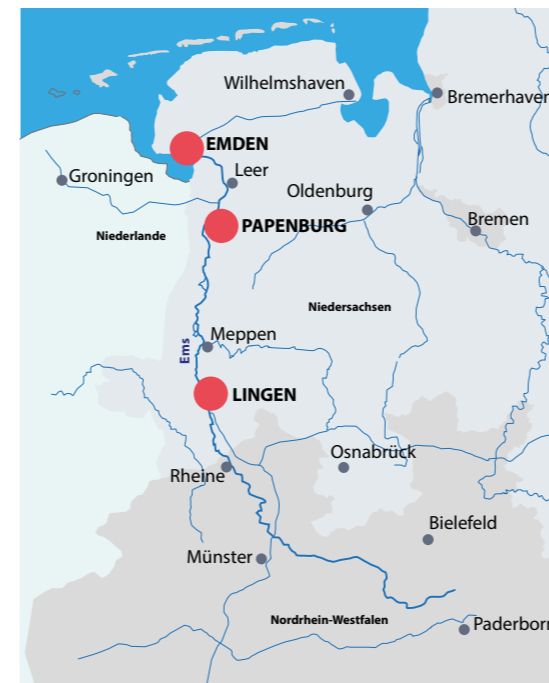 Wilhelmshaven
Bremerhaven
EMDEN
Leer
Groningen
Oldenburg
Bremen
PAPENBURG
Niederlande
Niedersachsen
Meppen
Ems
LINGEN
Osnabrück
Rheine
Bielefeld
Münster
Nordrhein-Westfalen
Paderborn